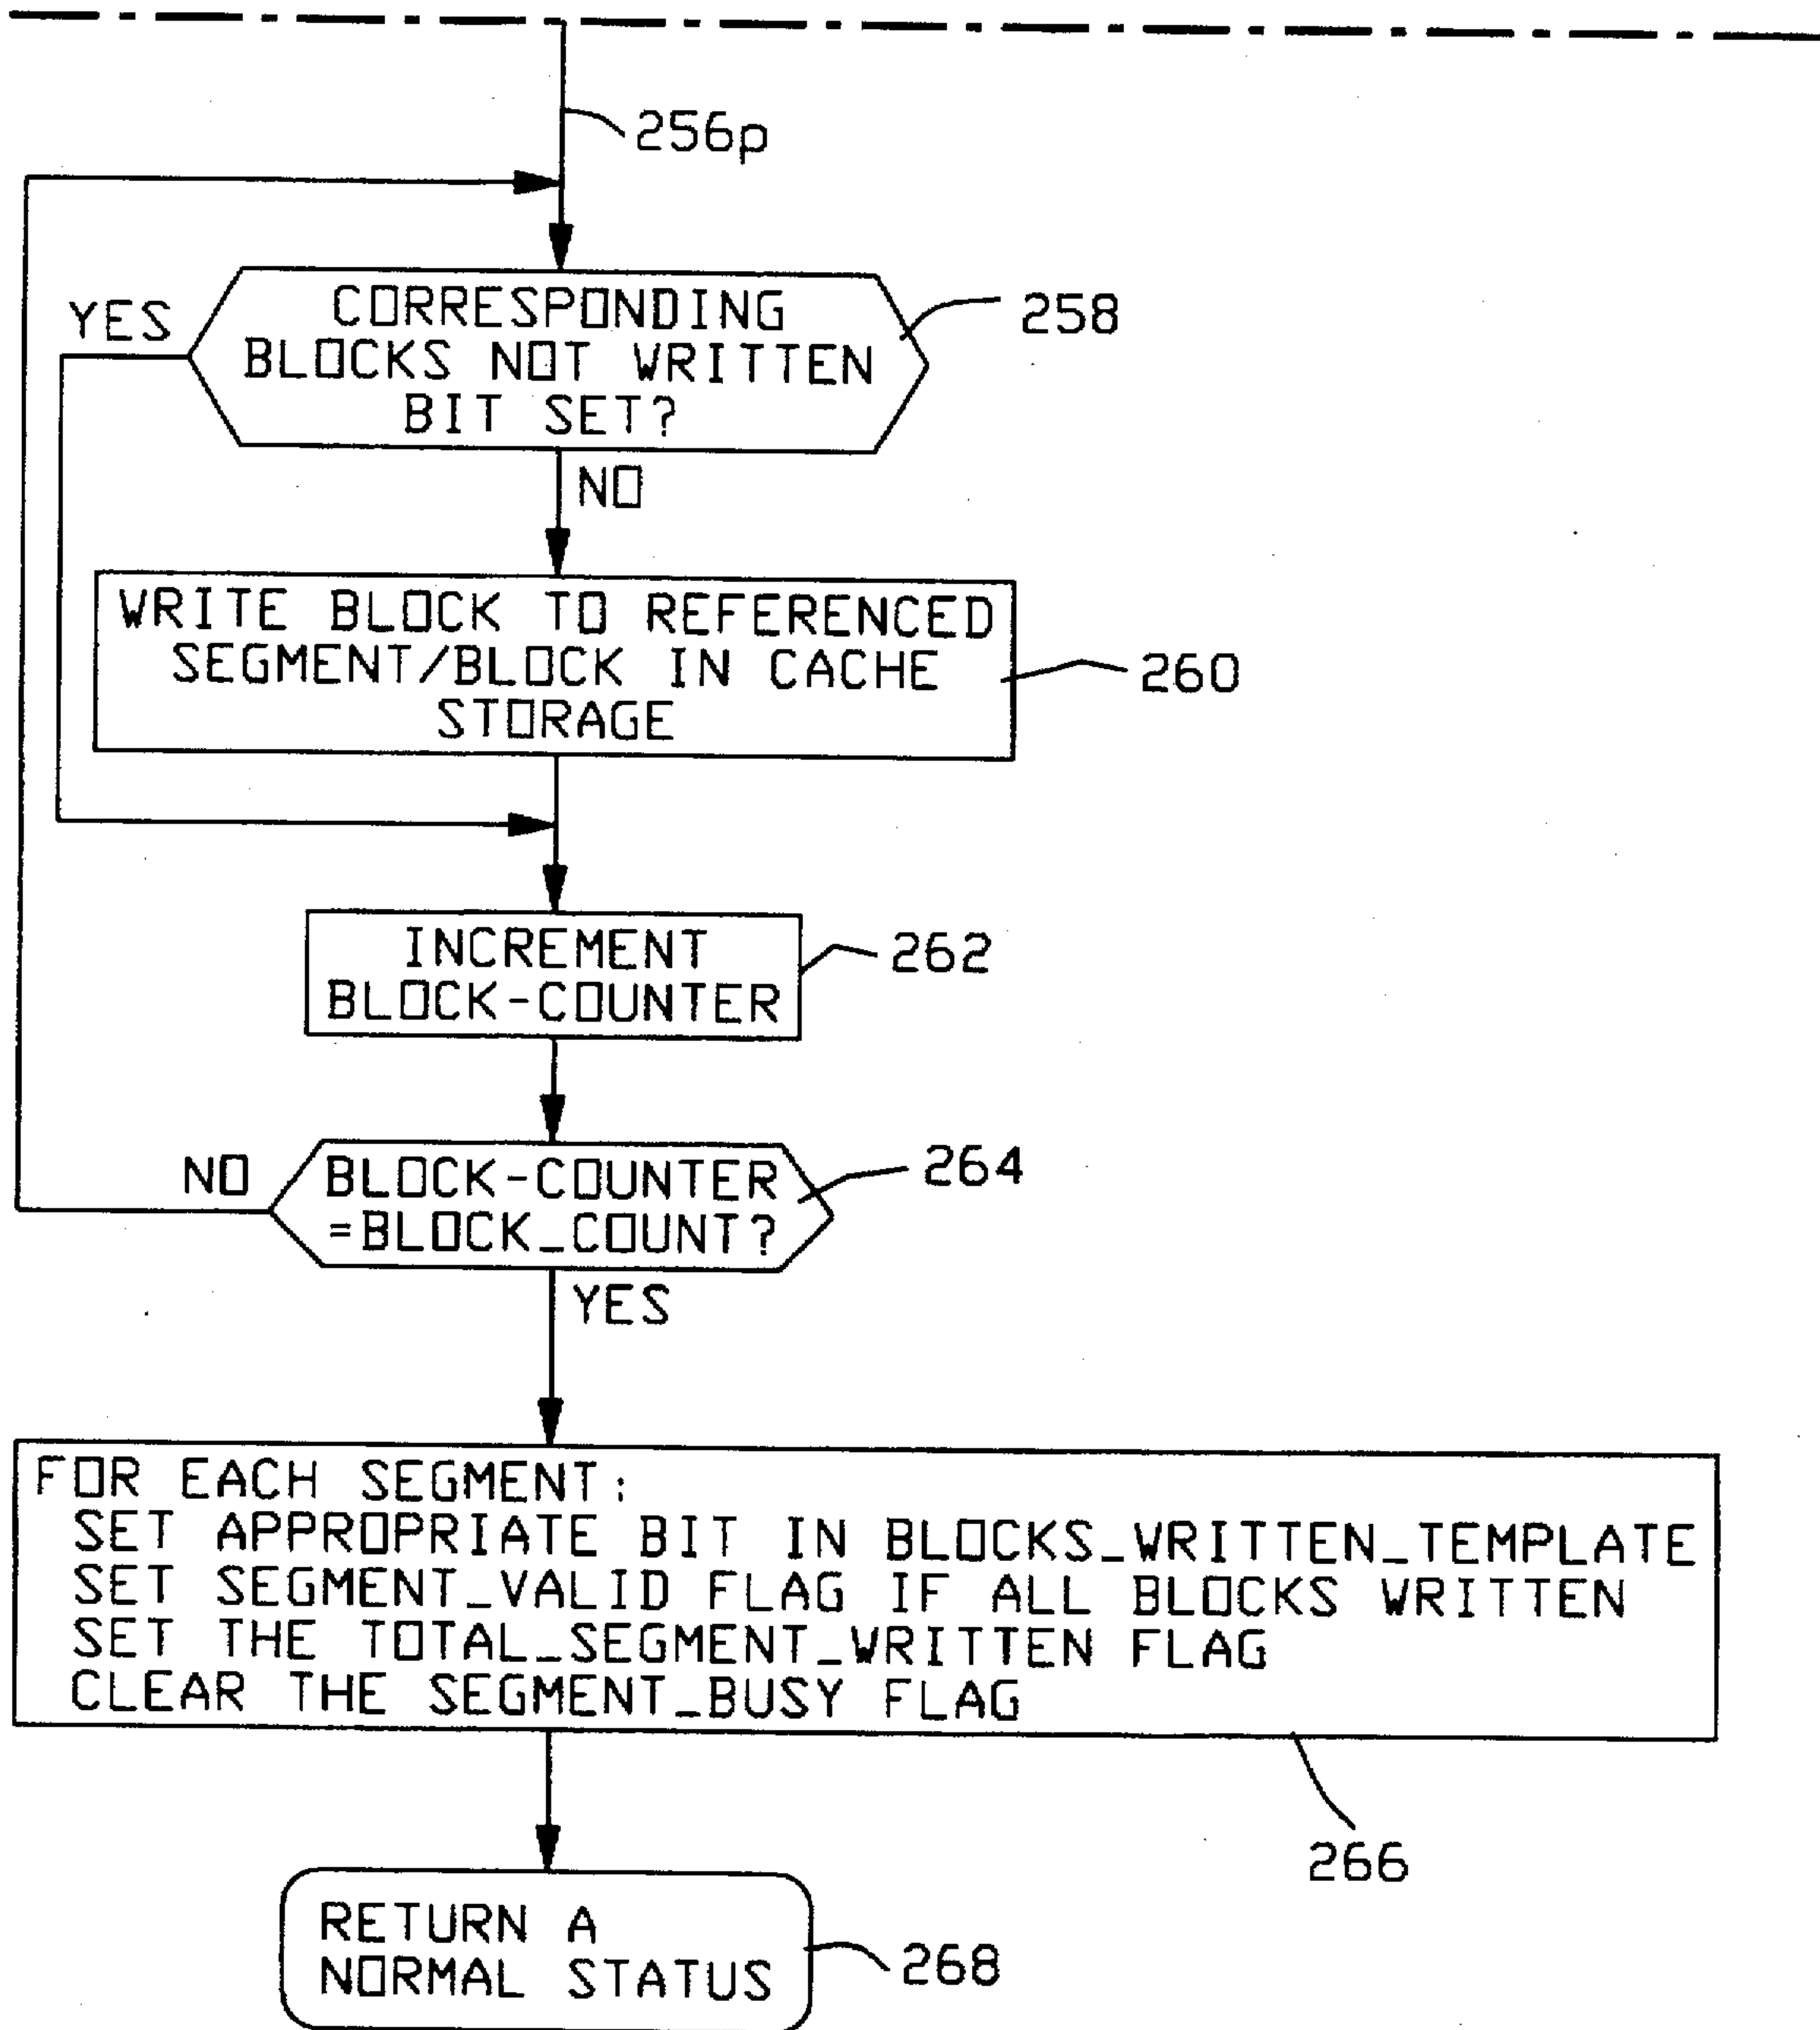 256p
CORRESPONDING
BLOCKS NOT WRITTEN
BIT SET?
YES
258
NO
WRITE BLOCK TO REFERENCED
SEGMENT/BLOCK IN CACHE
STORAGE
260
INCREMENT
BLOCK-COUNTER
262
NO
BLOCK-COUNTER
=BLOCK_COUNT?
264
YES
FOR EACH SEGMENT:
SET APPROPRIATE BIT IN BLOCKS_WRITTEN_TEMPLATE
SET SEGMENT_VALID FLAG IF ALL BLOCKS WRITTEN
SET THE TOTAL_SEGMENT_WRITTEN FLAG
CLEAR THE SEGMENT_BUSY FLAG
266
RETURN A
NORMAL STATUS
268